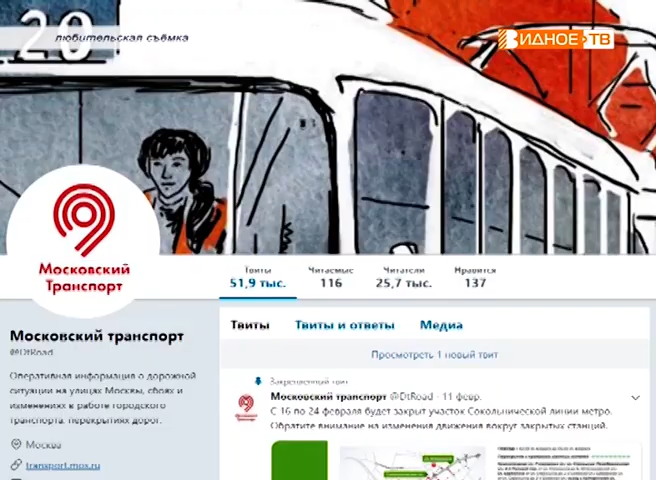 20
любительская съёмка
ВИДНОЕ ТВ
Московский
Транспорт
Твиты Читаемые Читатели Нравится
51,9 тыс. 116 25,7 тыс. 137
Московский транспорт
@DtRoad
Оперативная информация о дорожной
ситуации на улицах Москвы, сбоях и
изменениях в работе городского
транспорта, перекрытиях дорог.
Москва
transport.mos.ru
Твиты Твиты и ответы Медиа
Просмотреть 1 новый твит
Закрепленный твит
Московский транспорт @DtRoad · 11 февр.
С 16 по 24 февраля будет закрыт участок Сокольнической линии метро.
Обратите внимание на изменения движения вокруг закрытых станций.